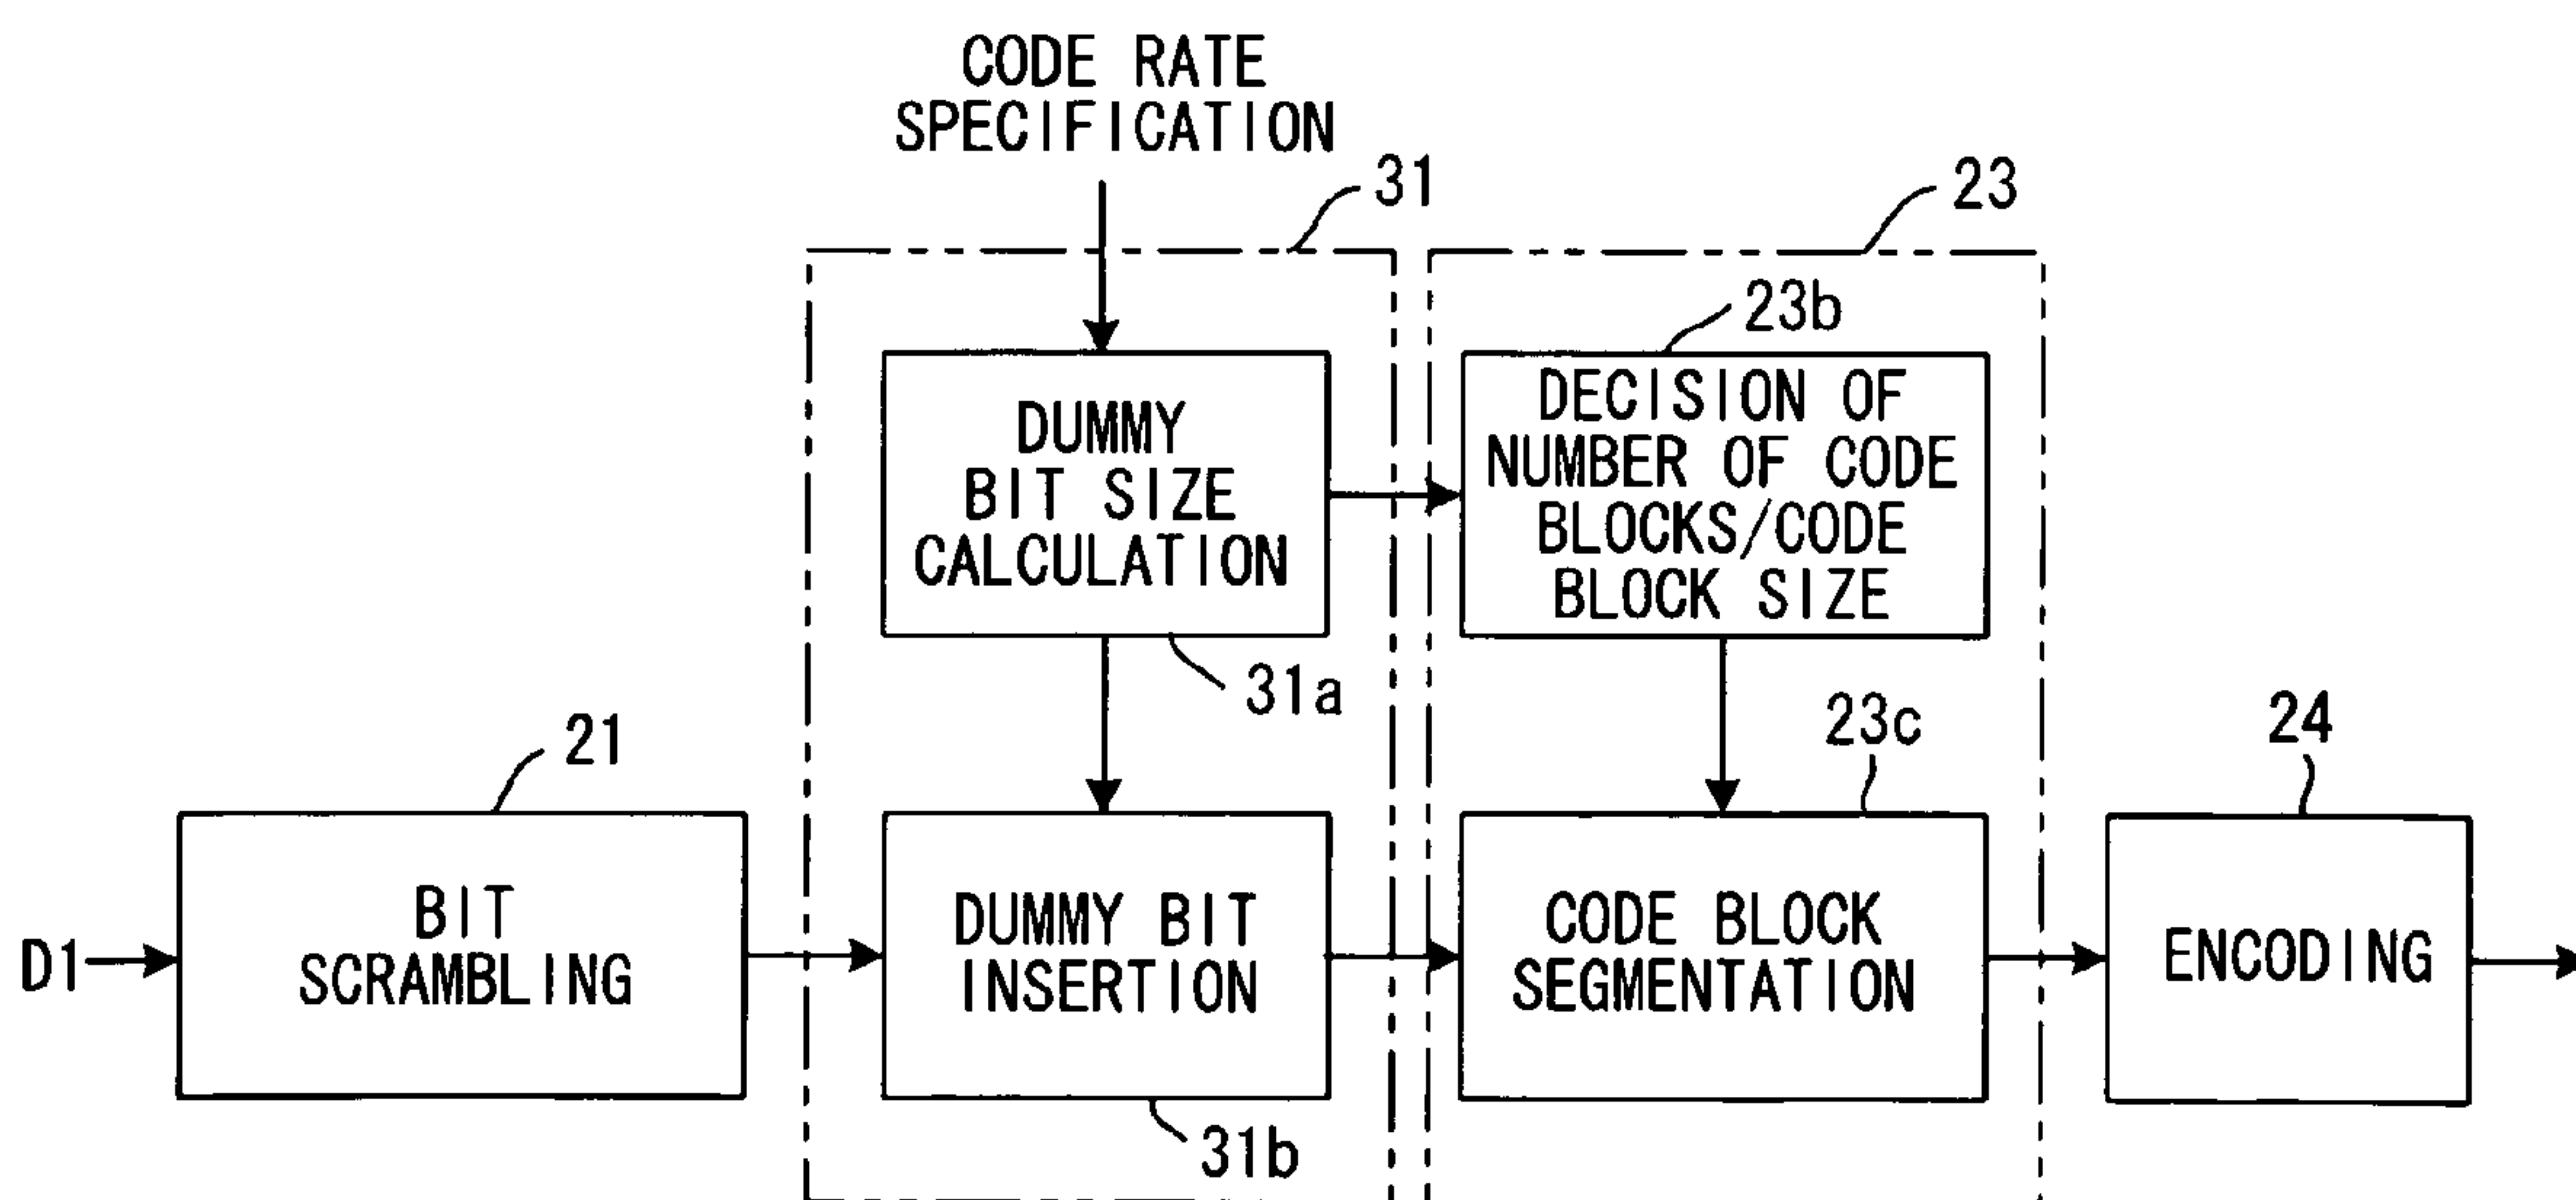 CODE RATE
SPECIFICATION
31
23
23b
DUMMY
BIT SIZE
CALCULATION
DECISION OF
NUMBER OF CODE
BLOCKS/CODE
BLOCK SIZE
31a
21
23c
24
D1
BIT
SCRAMBLING
DUMMY BIT
INSERTION
CODE BLOCK
SEGMENTATION
ENCODING
31b